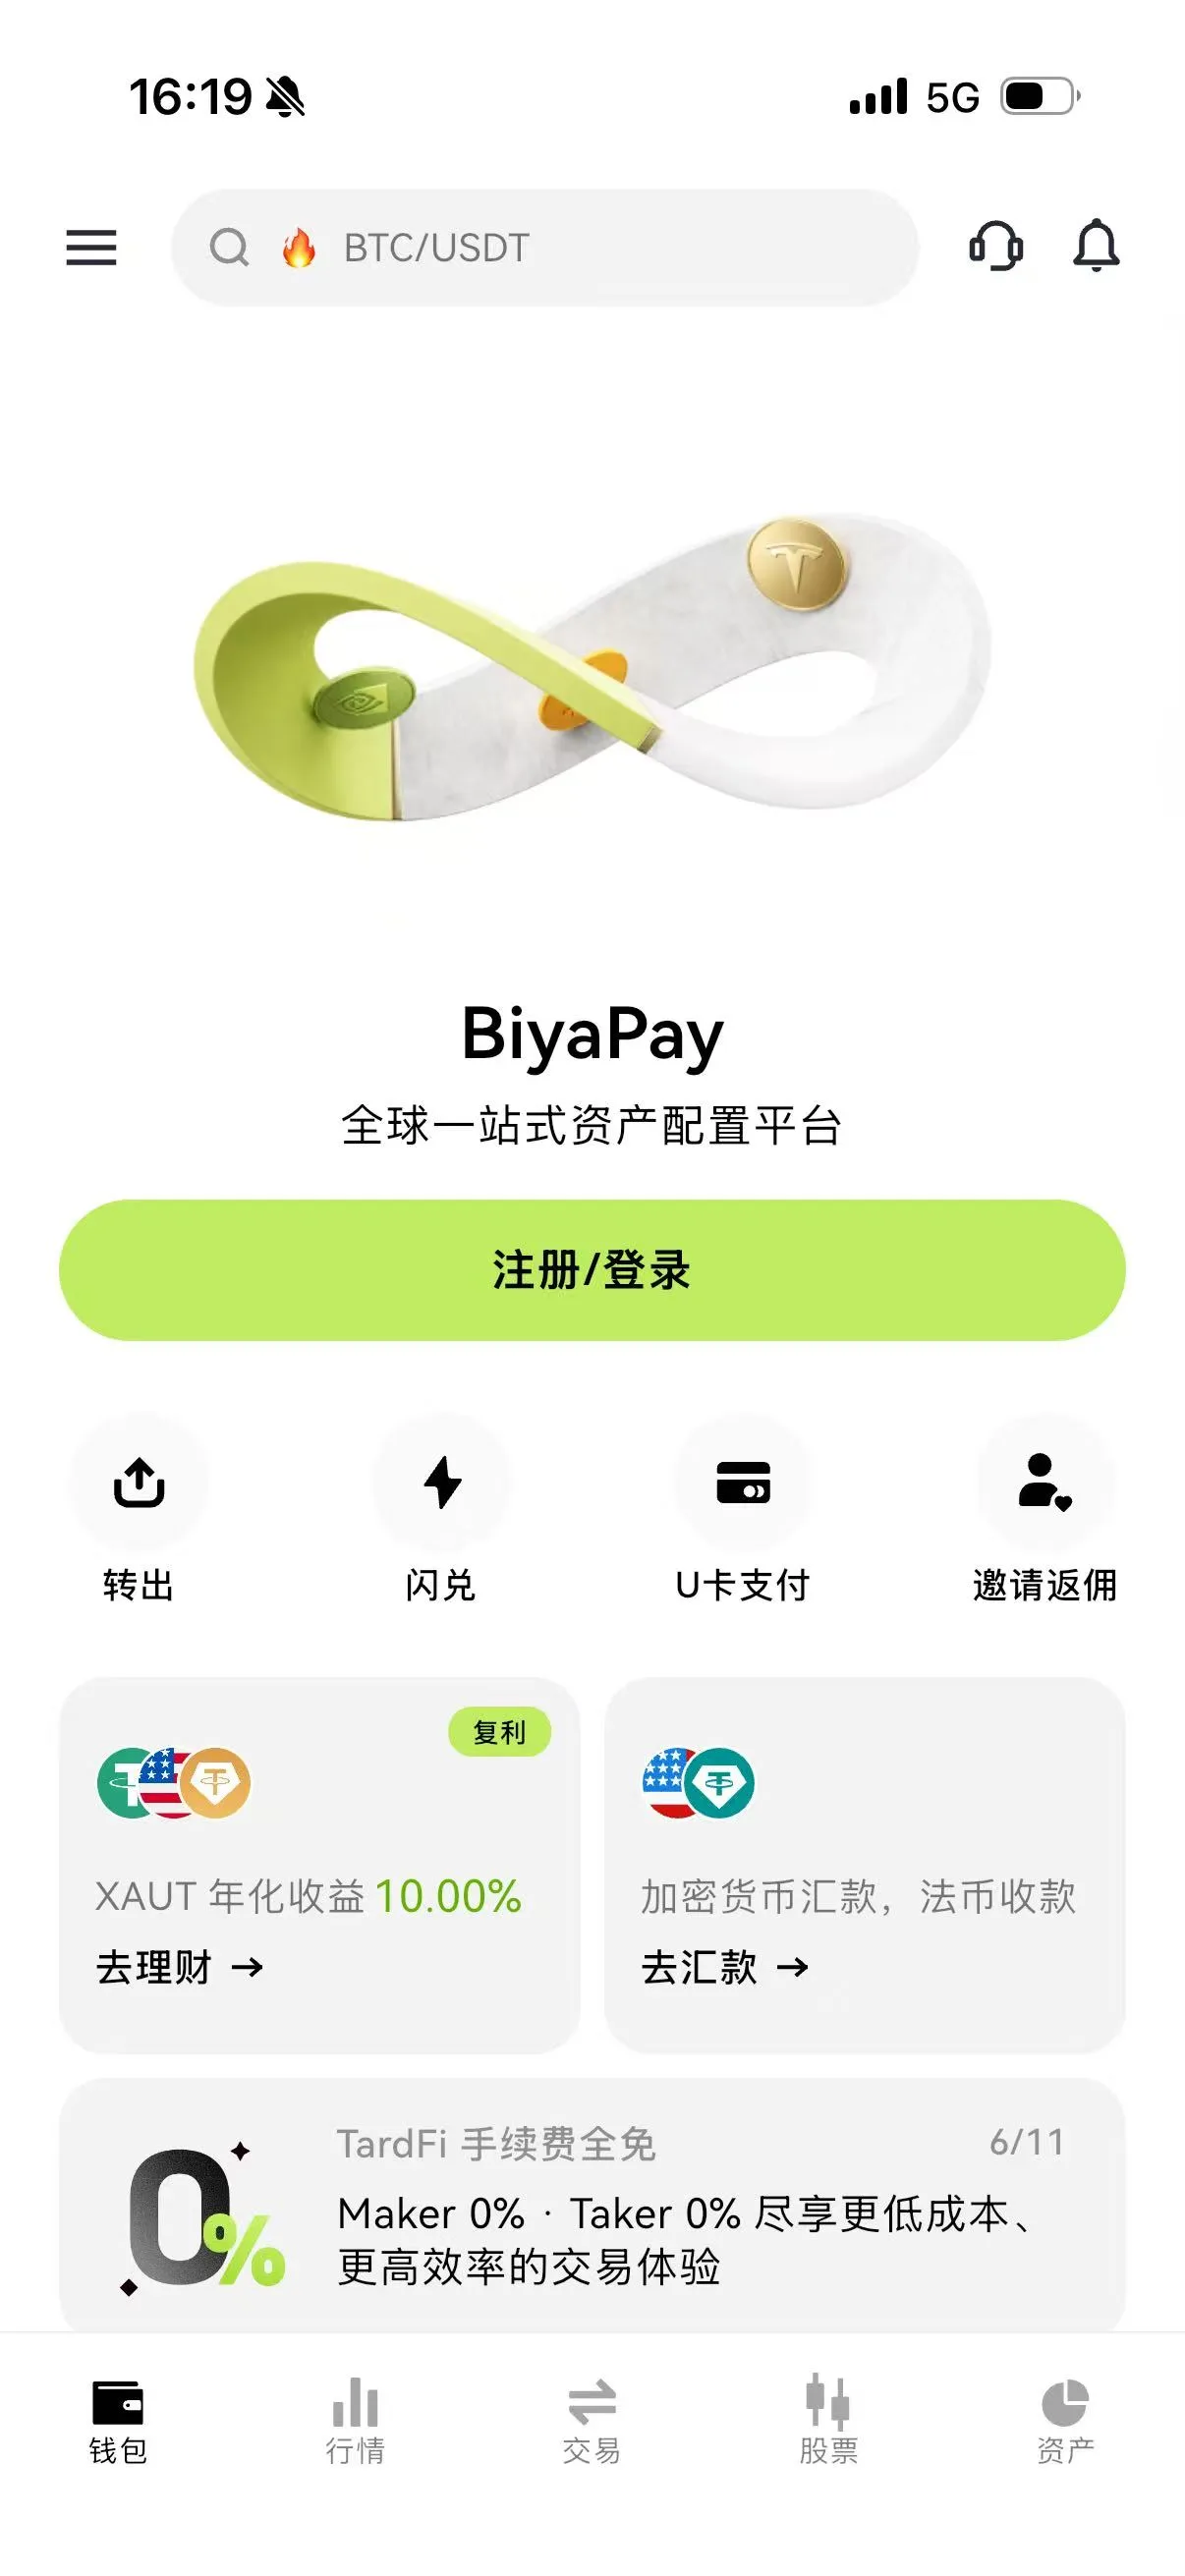 16:19
5G
BTC/USDT
BiyaPay
全球一站式资产配置平台
注册/登录
转出
闪兑
U卡支付
邀请返佣
复利
XAUT 年化收益 10.00%
去理财 →
加密货币汇款，法币收款
去汇款 →
0%
TardFi 手续费全免
6/11
Maker 0% · Taker 0% 尽享更低成本、
更高效率的交易体验
钱包
行情
交易
股票
资产